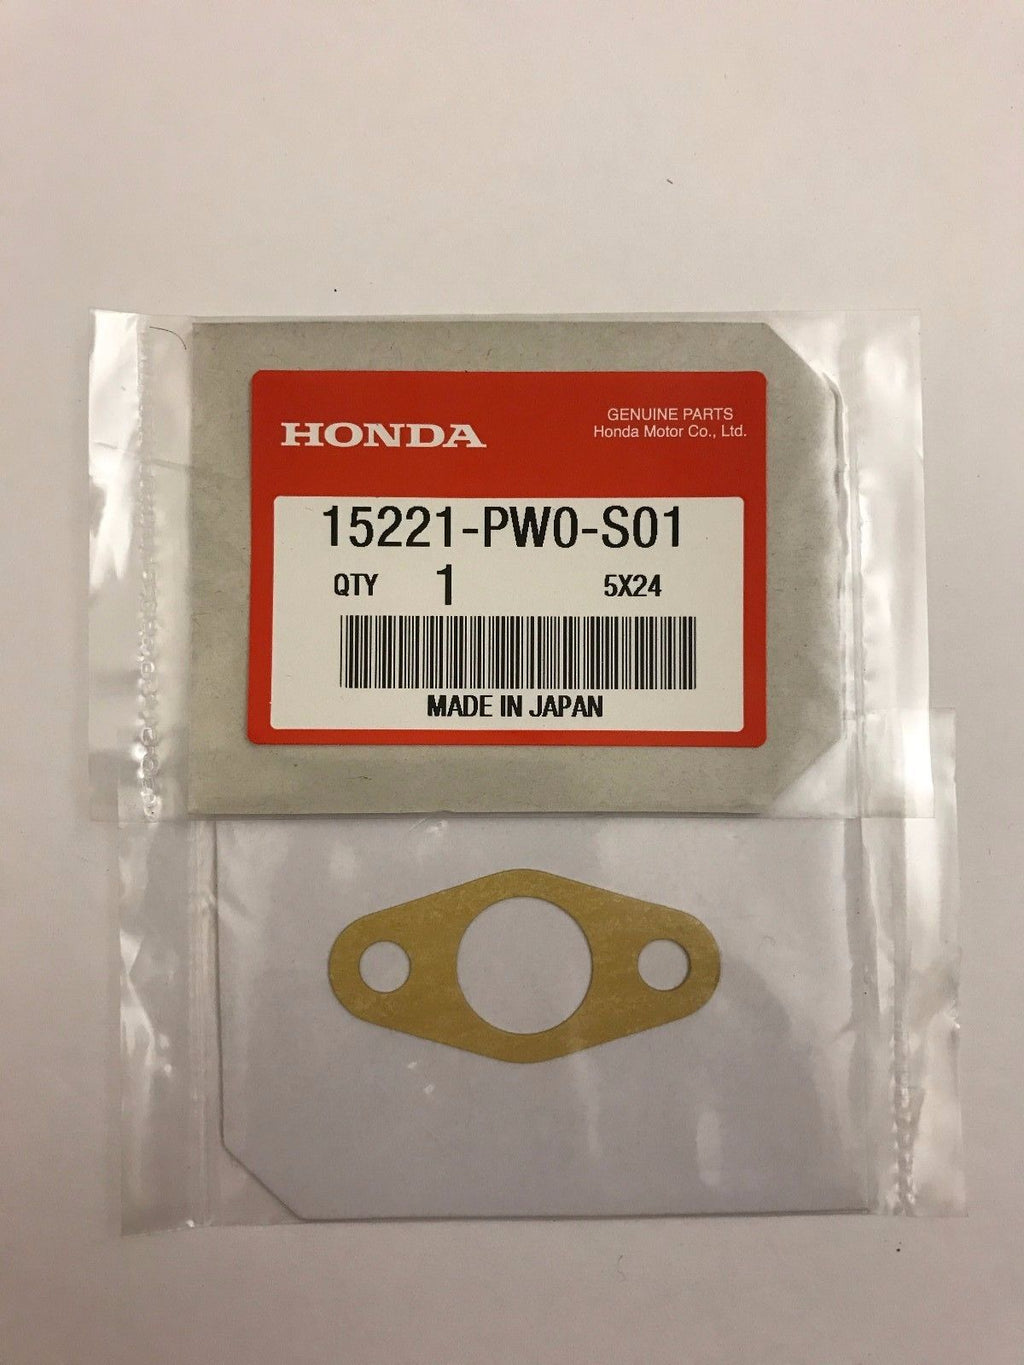 HONDA
GENUINE PARTS
Honda Motor Co., Ltd.
15221-PW0-S01
QTY 1 5X24
MADE IN JAPAN